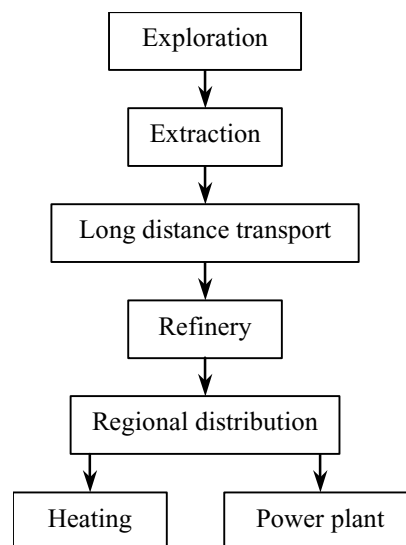 Exploration
Extraction
Long distance transport
Refinery
Regional distribution
Heating
Power plant